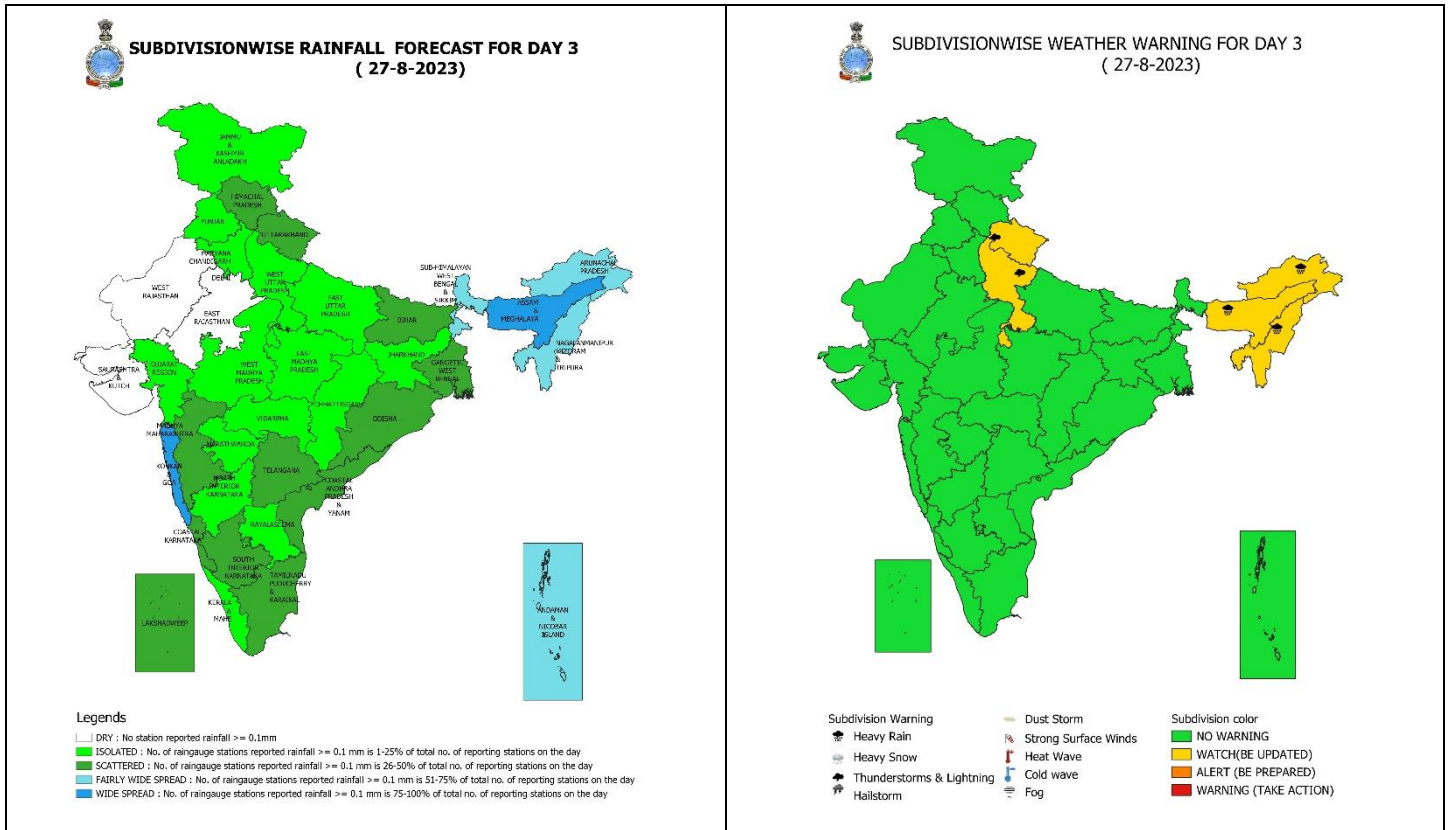 SUBDIVISIONWISE RAINFALL FORECAST FOR DAY 3
( 27-8-2023)
JAMMU
&
KASHMIR
ANLADAKH
HIMACHAL
PRADESH
PUNJAB
UTTARAKHAND
HARYANA
CHANDIGARH
DELHI
WEST
RAJASTHAN
WEST
UTTAR
PRADESH
EAST
RAJASTHAN
EAST
UTTAR
PRADESH
SUB-HIMALAYAN
WEST
BENGAL
&
SIKKIM
ARUNACHAL
PRADESH
ASSAM
&
MEGHALAYA
BIHAR
NAGALANMANIPUR
MIZORAM
&
TRIPURA
SAURASHTRA
&
KUTCH
GUJARAT
REGION
WEST
MADHYA
PRADESH
EAST
MADHYA
PRADESH
JHARKHAND
GANGETIC
WEST
BENGAL
CHHATTISGARH
ODISHA
VIDARBHA
MADHYA
MAHARASHTRA
MARATHAWADA
KONKAN
&
GOA
TELANGANA
NORTH
INTERIOR
KARNATAKA
COASTAL
ANDHRA
PRADESH
&
YANAM
RAYALASEEMA
COASTAL
KARNATAKA
SOUTH
INTERIOR
KARNATAKA
TAMILNADU
PUDUCHERRY
&
KARAIKAL
KERALA
&
MAHE
LAKSHADWEEP
ANDAMAN
&
NICOBAR
ISLAND
Legends
DRY : No station reported rainfall >= 0.1mm
ISOLATED : No. of raingauge stations reported rainfall >= 0.1 mm is 1-25% of total no. of reporting stations on the day
SCATTERED : No. of raingauge stations reported rainfall >= 0.1 mm is 26-50% of total no. of reporting stations on the day
FAIRLY WIDE SPREAD : No. of raingauge stations reported rainfall >= 0.1 mm is 51-75% of total no. of reporting stations on the day
WIDE SPREAD : No. of raingauge stations reported rainfall >= 0.1 mm is 75-100% of total no. of reporting stations on the day
SUBDIVISIONWISE WEATHER WARNING FOR DAY 3
( 27-8-2023)
Subdivision Warning
Heavy Rain
Heavy Snow
Thunderstorms & Lightning
Hailstorm
Dust Storm
Strong Surface Winds
Heat Wave
Cold wave
Fog
Subdivision color
NO WARNING
WATCH(BE UPDATED)
ALERT (BE PREPARED)
WARNING (TAKE ACTION)